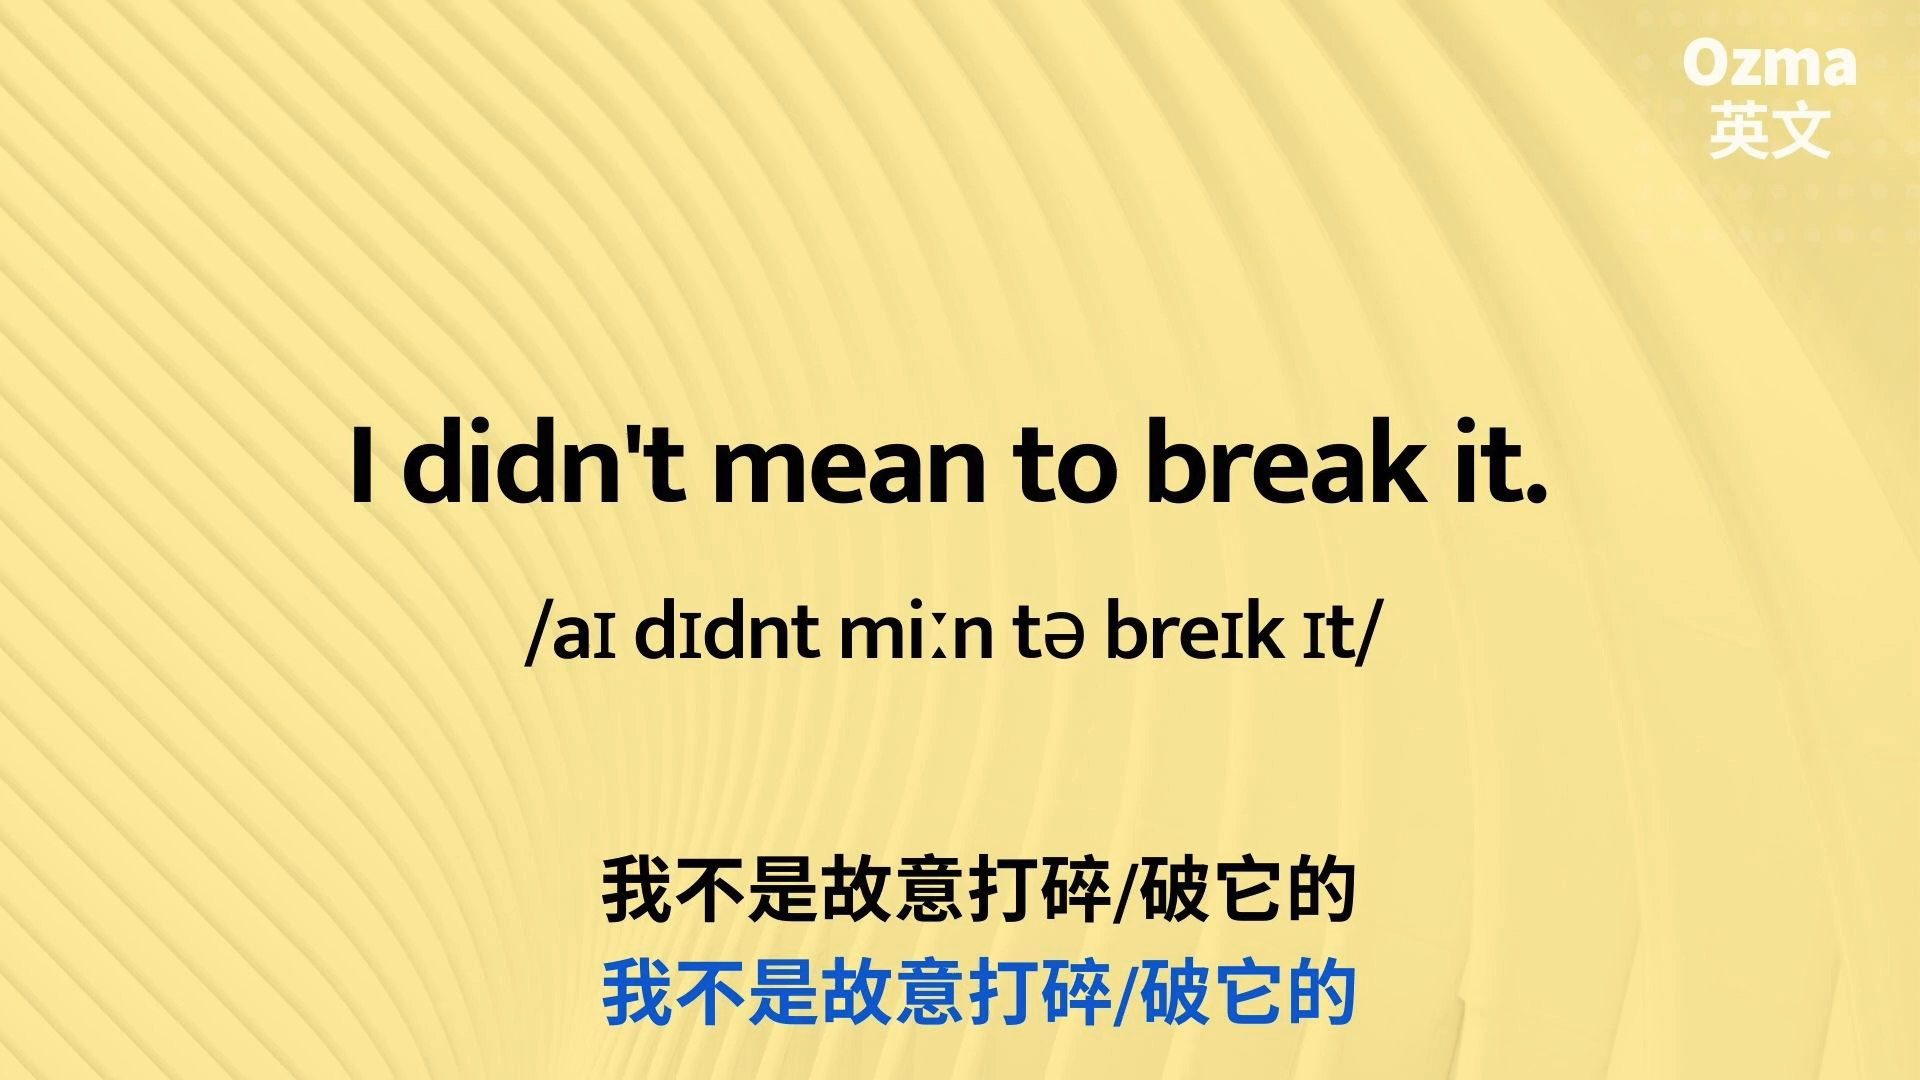 Ozma
英文
I didn't mean to break it.
/aɪ dɪdnt miːn tə breɪk ɪt/
我不是故意打碎/破它的
我不是故意打碎/破它的